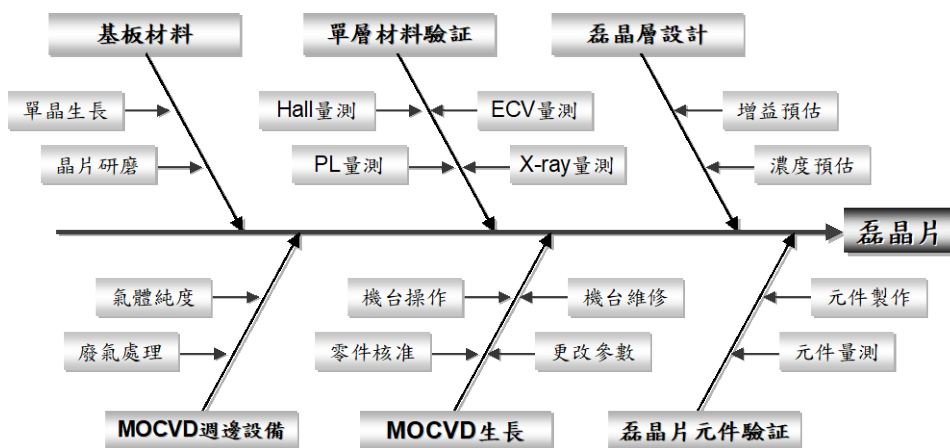 基板材料
單層材料驗証
磊晶層設計
單晶生長
Hall量測
ECV量測
增益預估
晶片研磨
PL量測
X-ray量測
濃度預估
磊晶片
氣體純度
機台操作
機台維修
元件製作
廢氣處理
零件核准
更改參數
元件量測
MOCVD週邊設備
MOCVD生長
磊晶片元件驗証